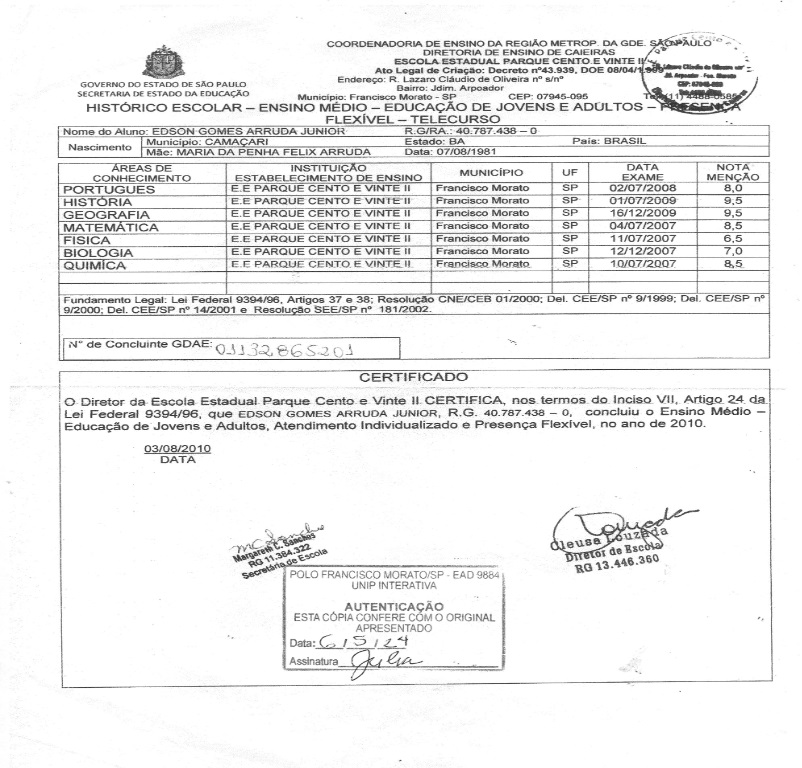 COORDENADORIA DE ENSINO DA REGIÃO METROP. DA GDE. SÃO PAULO
DIRETORIA DE ENSINO DE CAIEIRAS
ESCOLA ESTADUAL PARQUE CENTO E VINTE II
Ato Legal de Criação: Decreto nº43.939, DOE 08/04/1.999
Endereço: R. Lazaro Cláudio de Oliveira nº s/nº
Bairro: Jdim. Arpoador
Município: Francisco Morato - SP CEP: 07945-095 Tel.(11) 4488-0585
GOVERNO DO ESTADO DE SÃO PAULO
SECRETARIA DE ESTADO DA EDUCAÇÃO
HISTÓRICO ESCOLAR – ENSINO MÉDIO – EDUCAÇÃO DE JOVENS E ADULTOS – PRESENÇA
FLEXÍVEL – TELECURSO
Nome do Aluno: EDSON GOMES ARRUDA JUNIOR R.G/RA.: 40.787.438 – 0
Nascimento Município: CAMAÇARI Estado: BA País: BRASIL
Mãe: MARIA DA PENHA FELIX ARRUDA Data: 07/08/1981
ÁREAS DE CONHECIMENTO INSTITUIÇÃO ESTABELECIMENTO DE ENSINO MUNICÍPIO UF DATA EXAME NOTA MENÇÃO
PORTUGUES E.E PARQUE CENTO E VINTE II Francisco Morato SP 02/07/2008 8,0
HISTÓRIA E.E PARQUE CENTO E VINTE II Francisco Morato SP 01/07/2009 9,5
GEOGRAFIA E.E PARQUE CENTO E VINTE II Francisco Morato SP 16/12/2009 9,5
MATEMÁTICA E.E PARQUE CENTO E VINTE II Francisco Morato SP 04/07/2007 8,5
FISICA E.E PARQUE CENTO E VINTE II Francisco Morato SP 11/07/2007 6,5
BIOLOGIA E.E PARQUE CENTO E VINTE II Francisco Morato SP 12/12/2007 7,0
QUIMÍCA E.E PARQUE CENTO E VINTE II Francisco Morato SP 10/07/2007 8,5
Fundamento Legal: Lei Federal 9394/96, Artigos 37 e 38; Resolução CNE/CEB 01/2000; Del. CEE/SP nº 9/1999; Del. CEE/SP nº
9/2000; Del. CEE/SP nº 14/2001 e Resolução SEE/SP nº 181/2002.
N° de Concluinte GDAE: 01132865201
CERTIFICADO
O Diretor da Escola Estadual Parque Cento e Vinte II CERTIFICA, nos termos do Inciso VII, Artigo 24 da
Lei Federal 9394/96, que EDSON GOMES ARRUDA JUNIOR, R.G. 40.787.438 – 0, concluiu o Ensino Médio –
Educação de Jovens e Adultos, Atendimento Individualizado e Presença Flexível, no ano de 2010.
03/08/2010
DATA
Margareth C. Sanches
RG 11.384.322
Secretária de Escola
Cleusa Louzada
Diretor de Escola
RG 13.446.360
POLO FRANCISCO MORATO/SP - EAD 9884
UNIP INTERATIVA
AUTENTICAÇÃO
ESTA CÓPIA CONFERE COM O ORIGINAL
APRESENTADO
Data: 6/5/24
Assinatura Julia